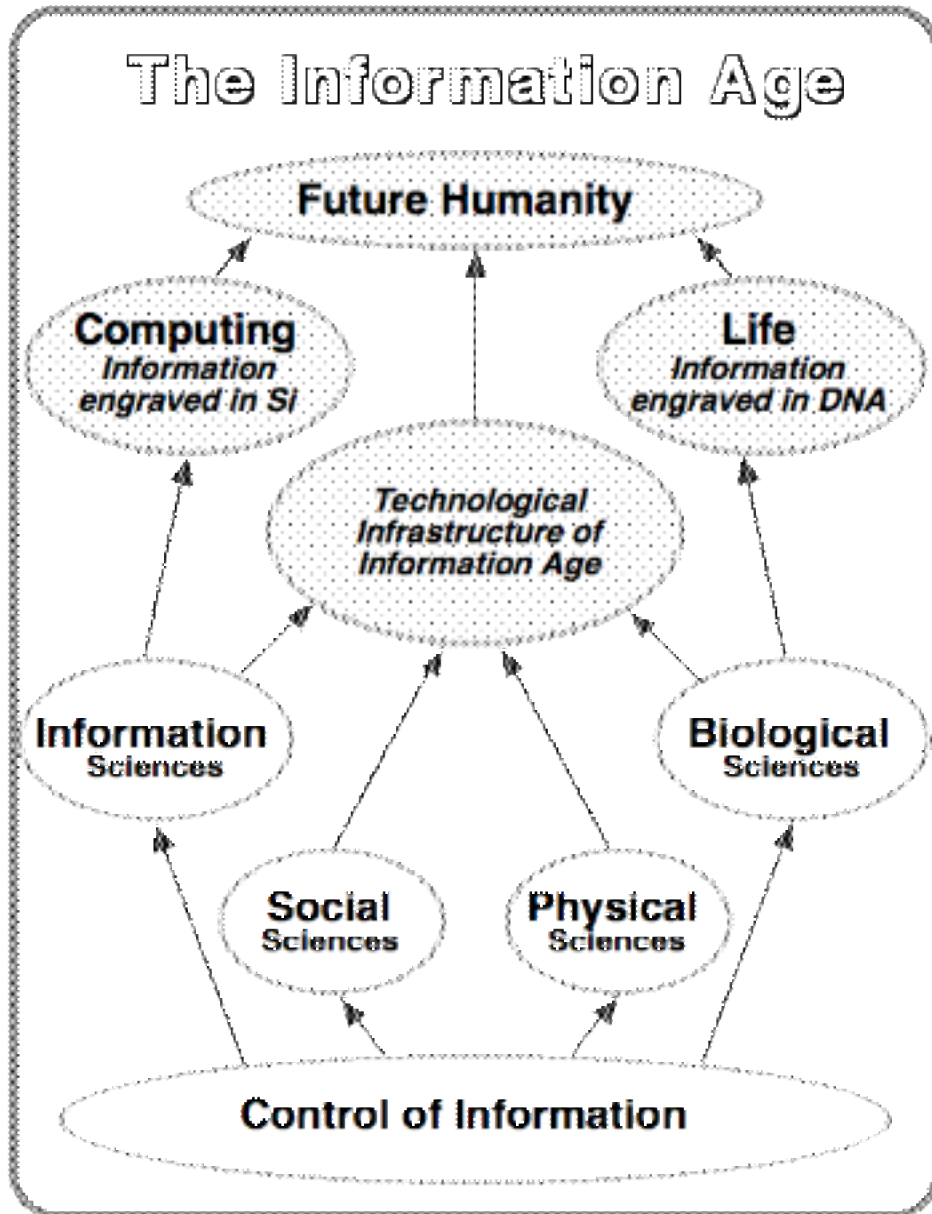 The Information Age
Future Humanity
Computing
Information
engraved in Si
Life
Information
engraved in DNA
Technological
Infrastructure of
Information Age
Information
Sciences
Biological
Sciences
Social
Sciences
Physical
Sciences
Control of Information